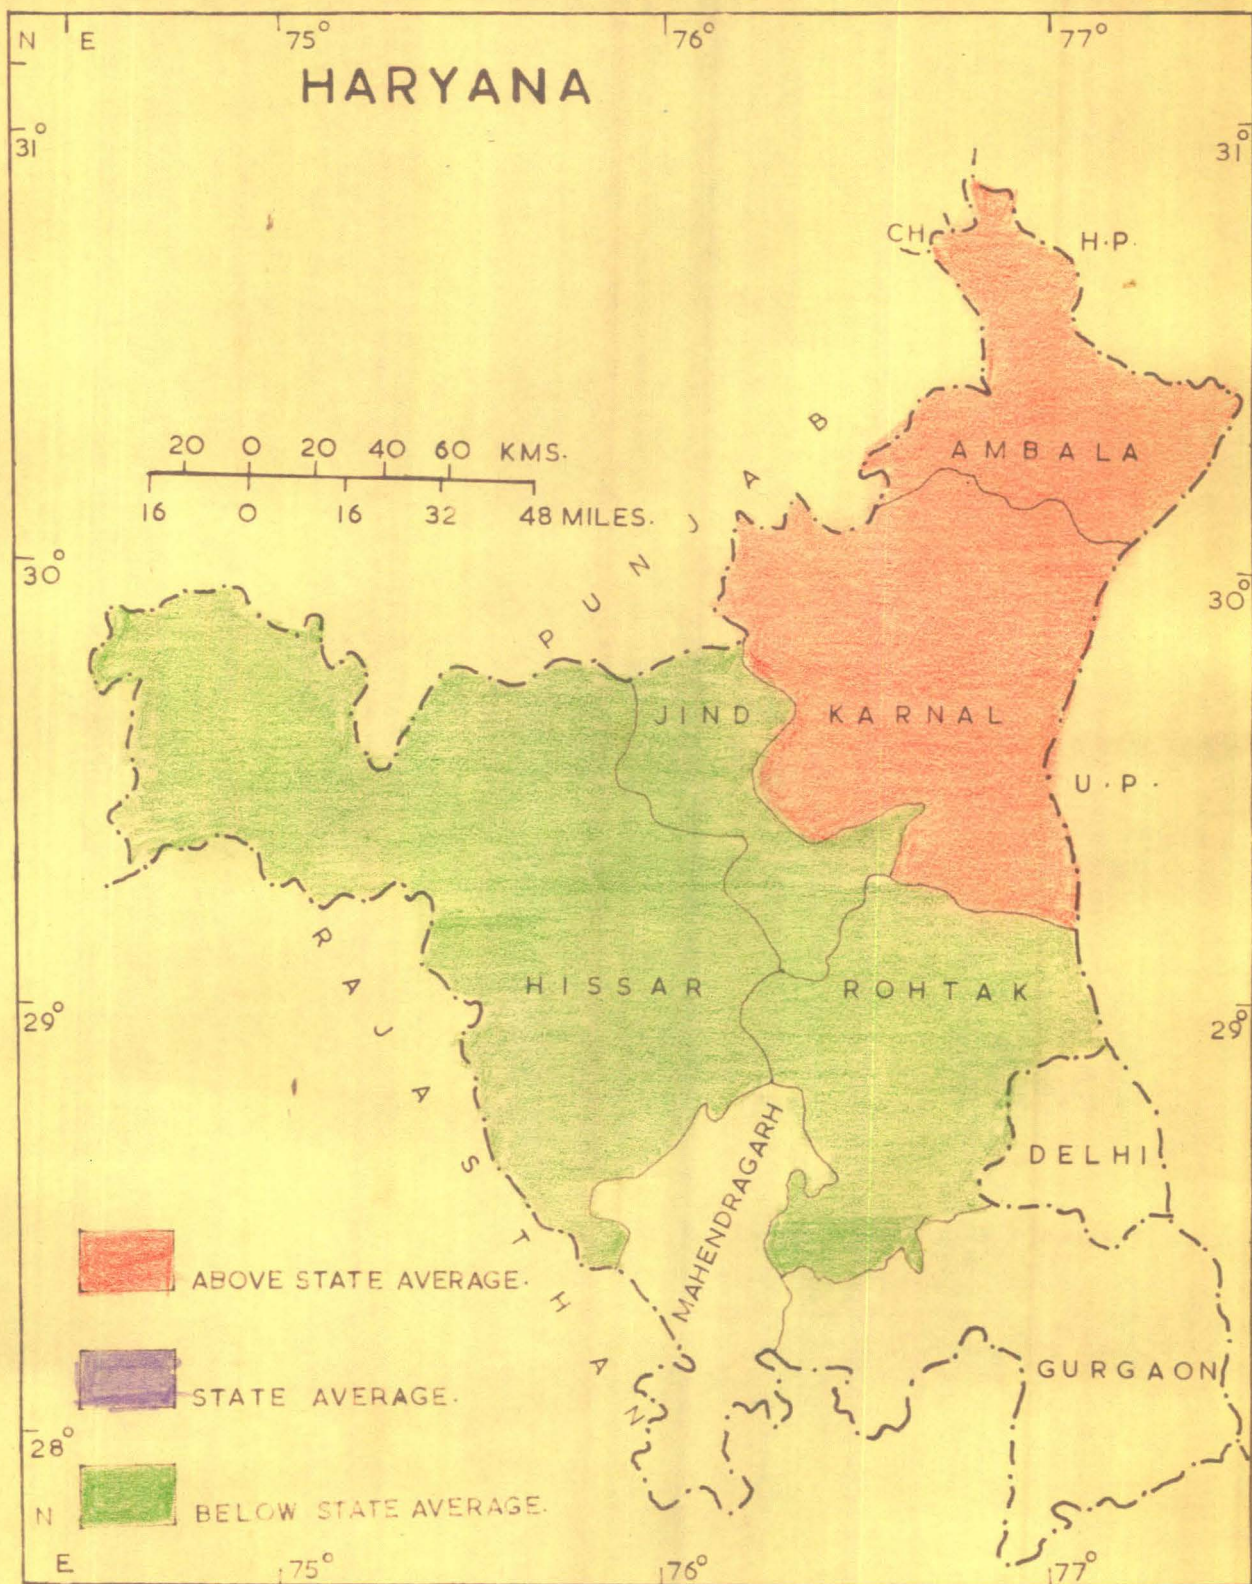 N E 75° 76° 77°
HARYANA
31° 31°
CH. H.P.
20 0 20 40 60 KMS.
16 0 16 32 48 MILES.
PUNJAB
AMBALA
30° 30°
JIND KARNAL
U.P.
RAJASTHAN
HISSAR ROHTAK
29° 29°
DELHI
MAHENDRAGARH
ABOVE STATE AVERAGE.
GURGAON
STATE AVERAGE.
28°
BELOW STATE AVERAGE.
N
E 75° 76° 77°